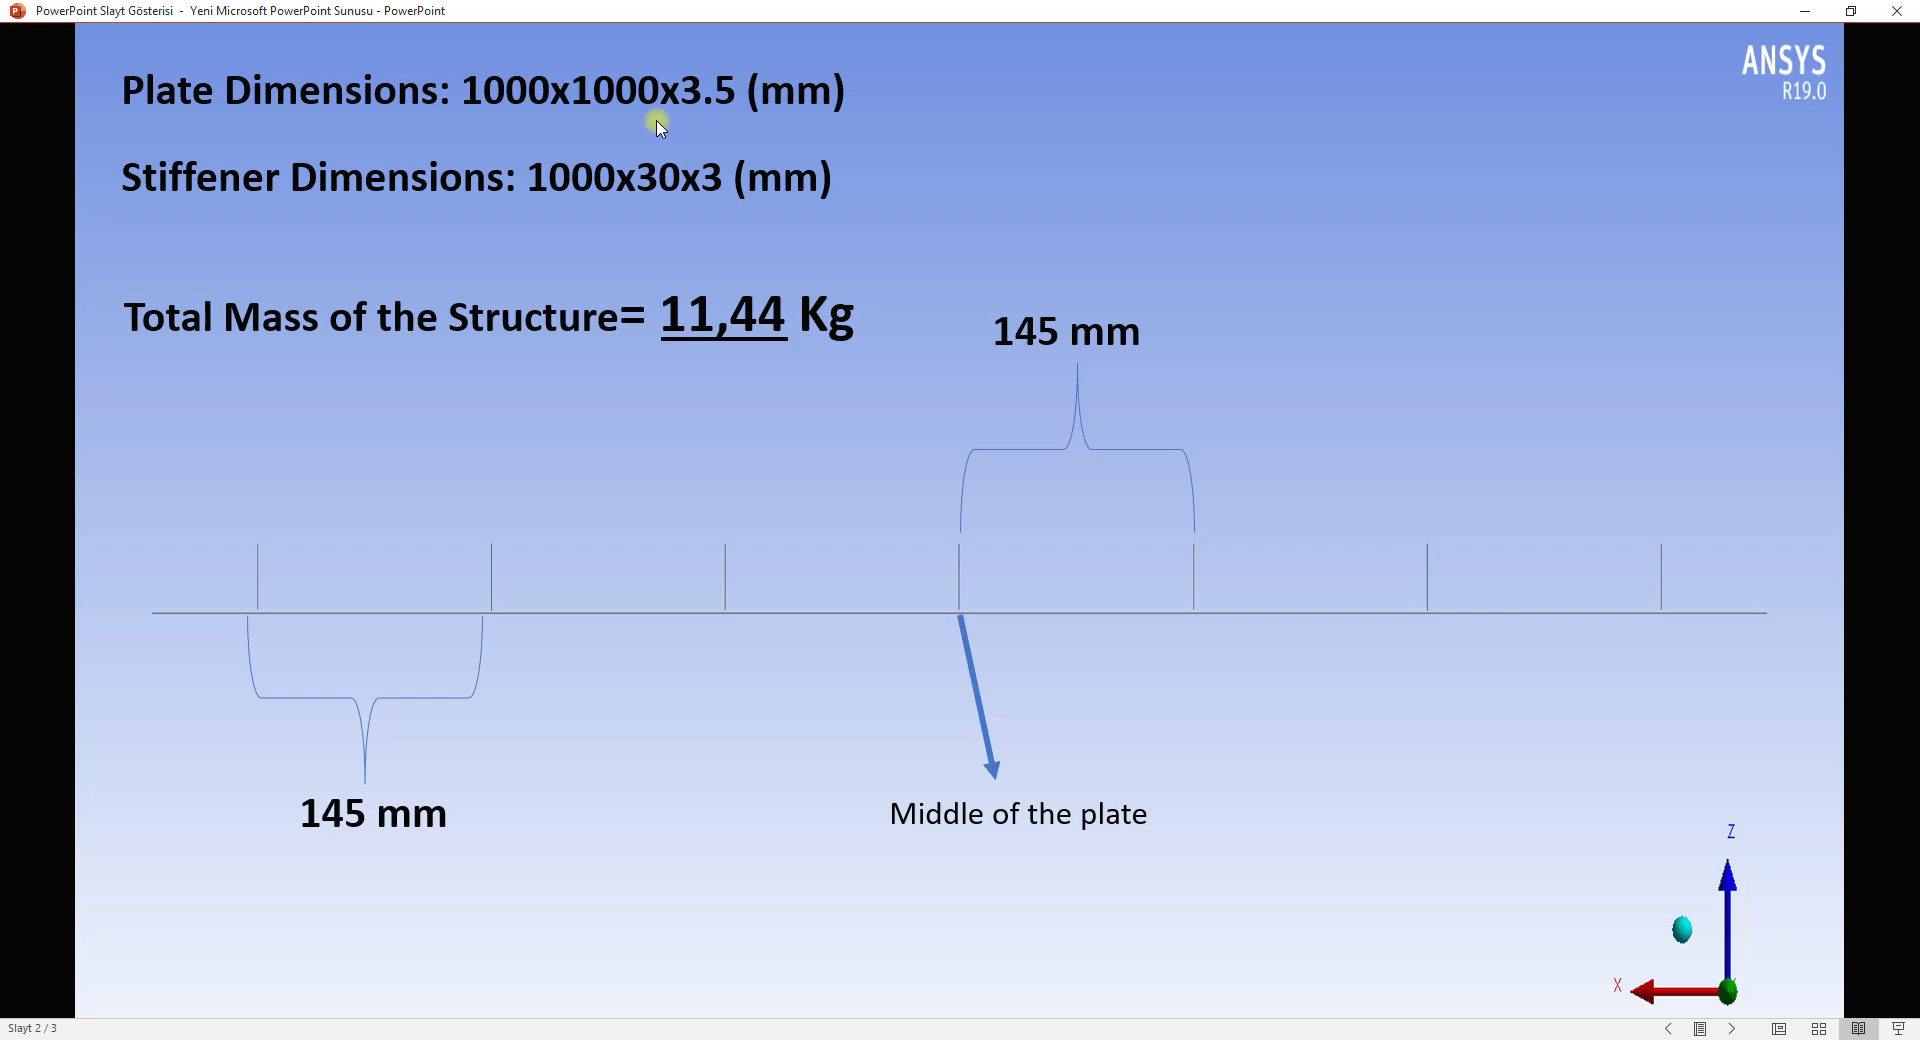 PowerPoint Slayt Gösterisi - Yeni Microsoft PowerPoint Sunusu - PowerPoint
ANSYS
R19.0
Plate Dimensions: 1000x1000x3.5 (mm)
Stiffener Dimensions: 1000x30x3 (mm)
Total Mass of the Structure= 11,44 Kg
145 mm
145 mm
Middle of the plate
Z
X
Slayt 2 / 3